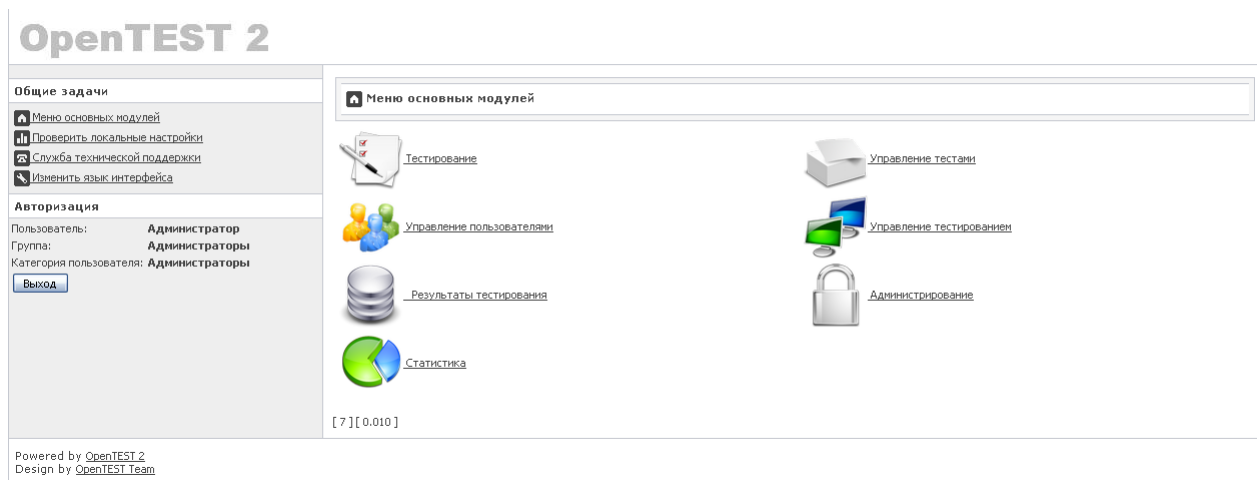 OpenTEST 2
Общие задачи
Меню основных модулей
Проверить локальные настройки
Служба технической поддержки
Изменить язык интерфейса
Авторизация
Пользователь: Администратор
Группа: Администраторы
Категория пользователя: Администраторы
Выход
Меню основных модулей
Тестирование
Управление тестами
Управление пользователями
Управление тестированием
Результаты тестирования
Администрирование
Статистика
[ 7 ][ 0.010 ]
Powered by OpenTEST 2
Design by OpenTEST Team